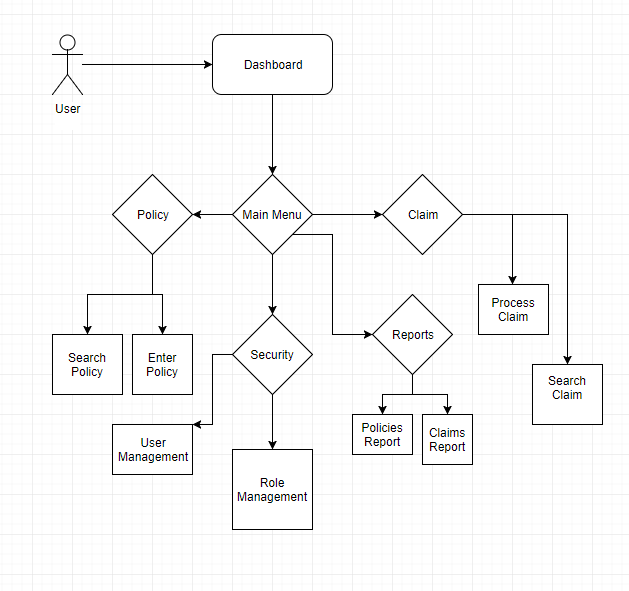 User
Dashboard
Policy
Main Menu
Claim
Process
Claim
Reports
Search
Policy
Enter
Policy
Security
Search
Claim
User
Management
Policies
Report
Claims
Report
Role
Management